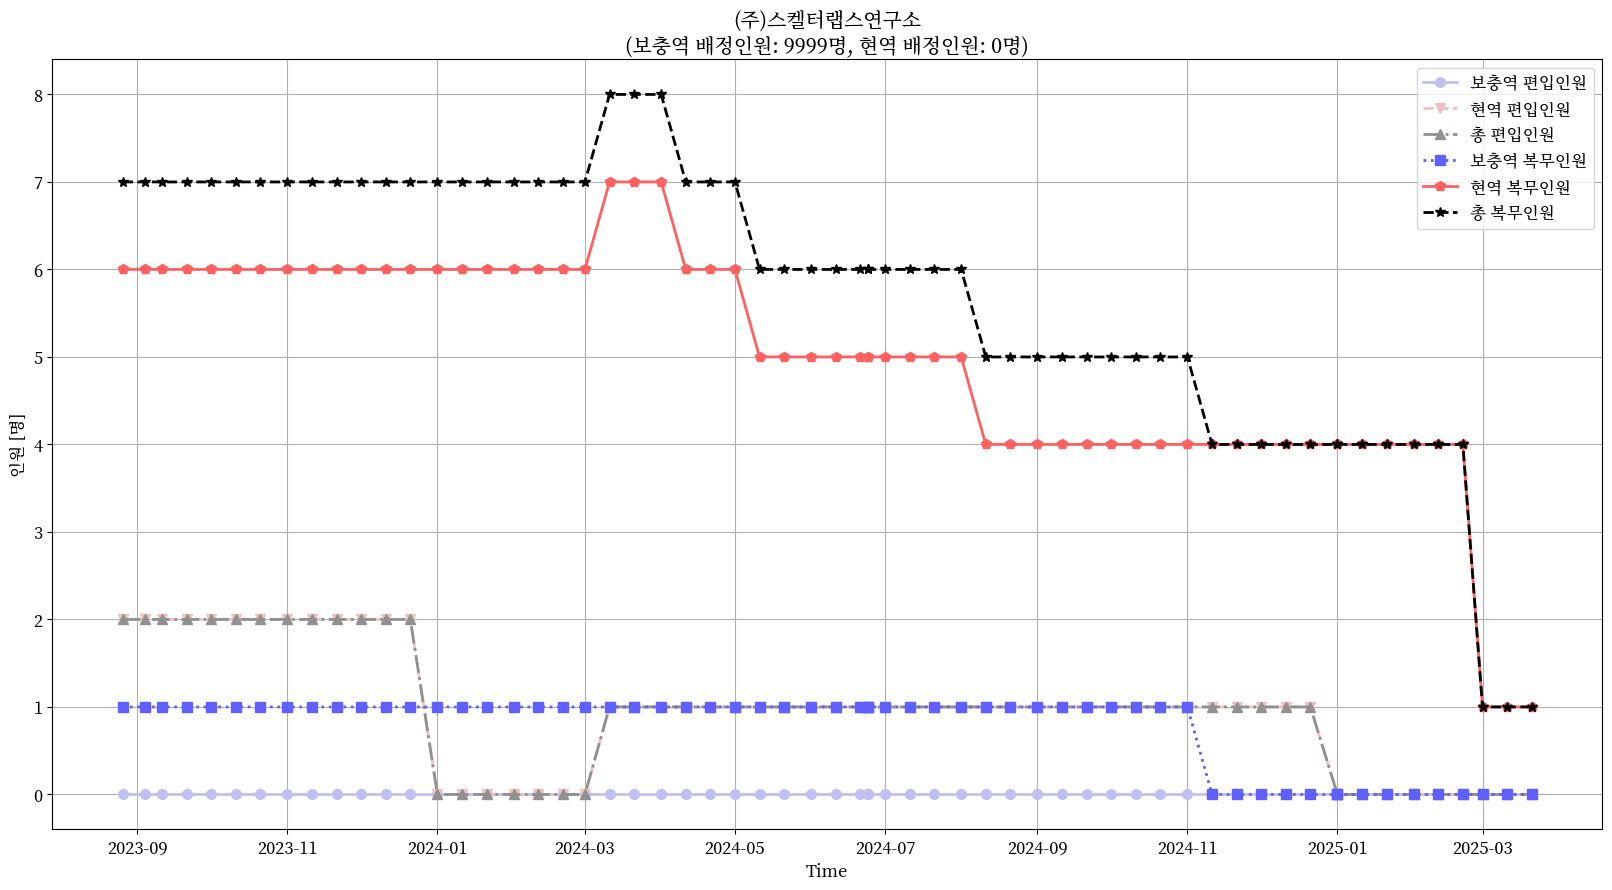 (주)스켈터랩스연구소
(보충역 배정인원: 9999명, 현역 배정인원: 0명)
보충역 편입인원
현역 편입인원
총 편입인원
보충역 복무인원
현역 복무인원
총 복무인원
인원 [명]
8
7
6
5
4
3
2
1
0
2023-09 2023-11 2024-01 2024-03 2024-05 2024-07 2024-09 2024-11 2025-01 2025-03
Time